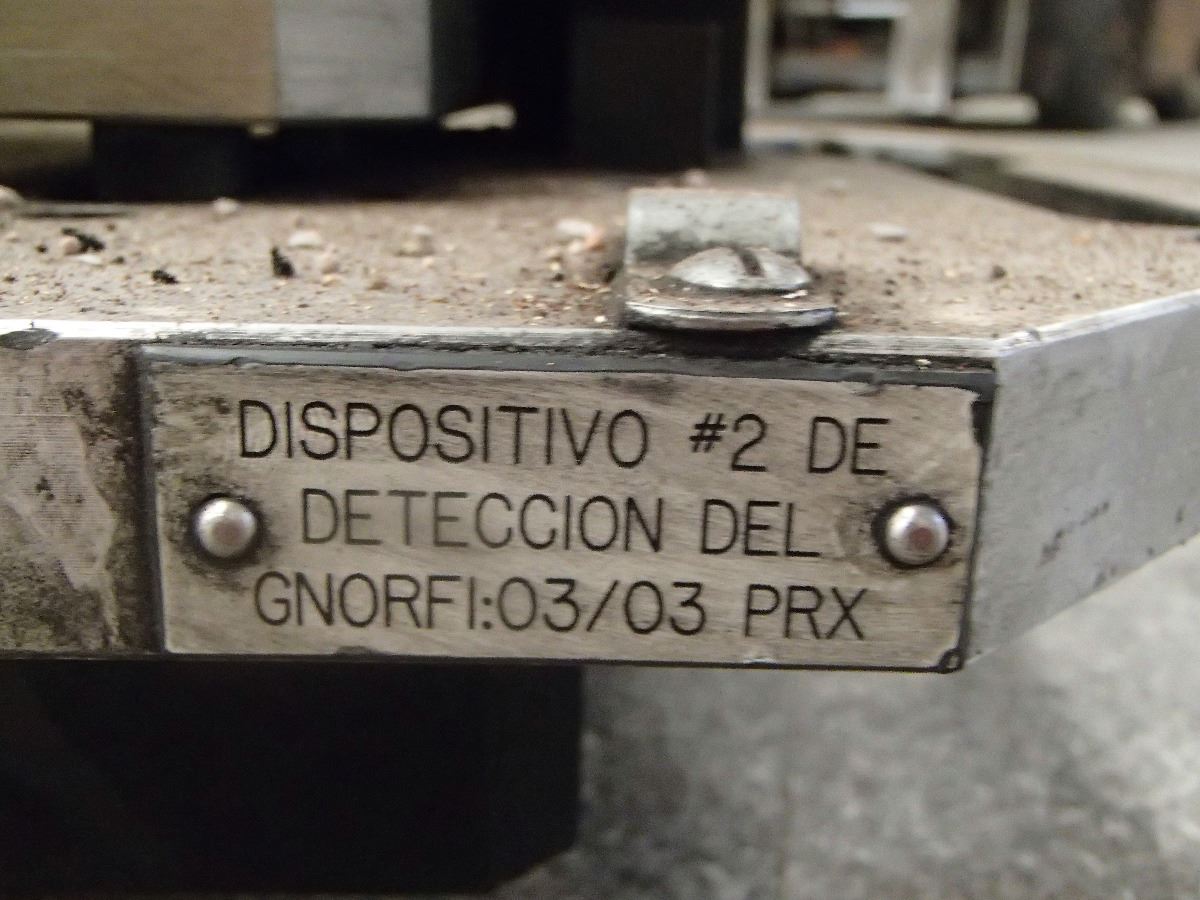 DISPOSITIVO #2 DE
DETECCION DEL
GNORFI:03/03 PRX